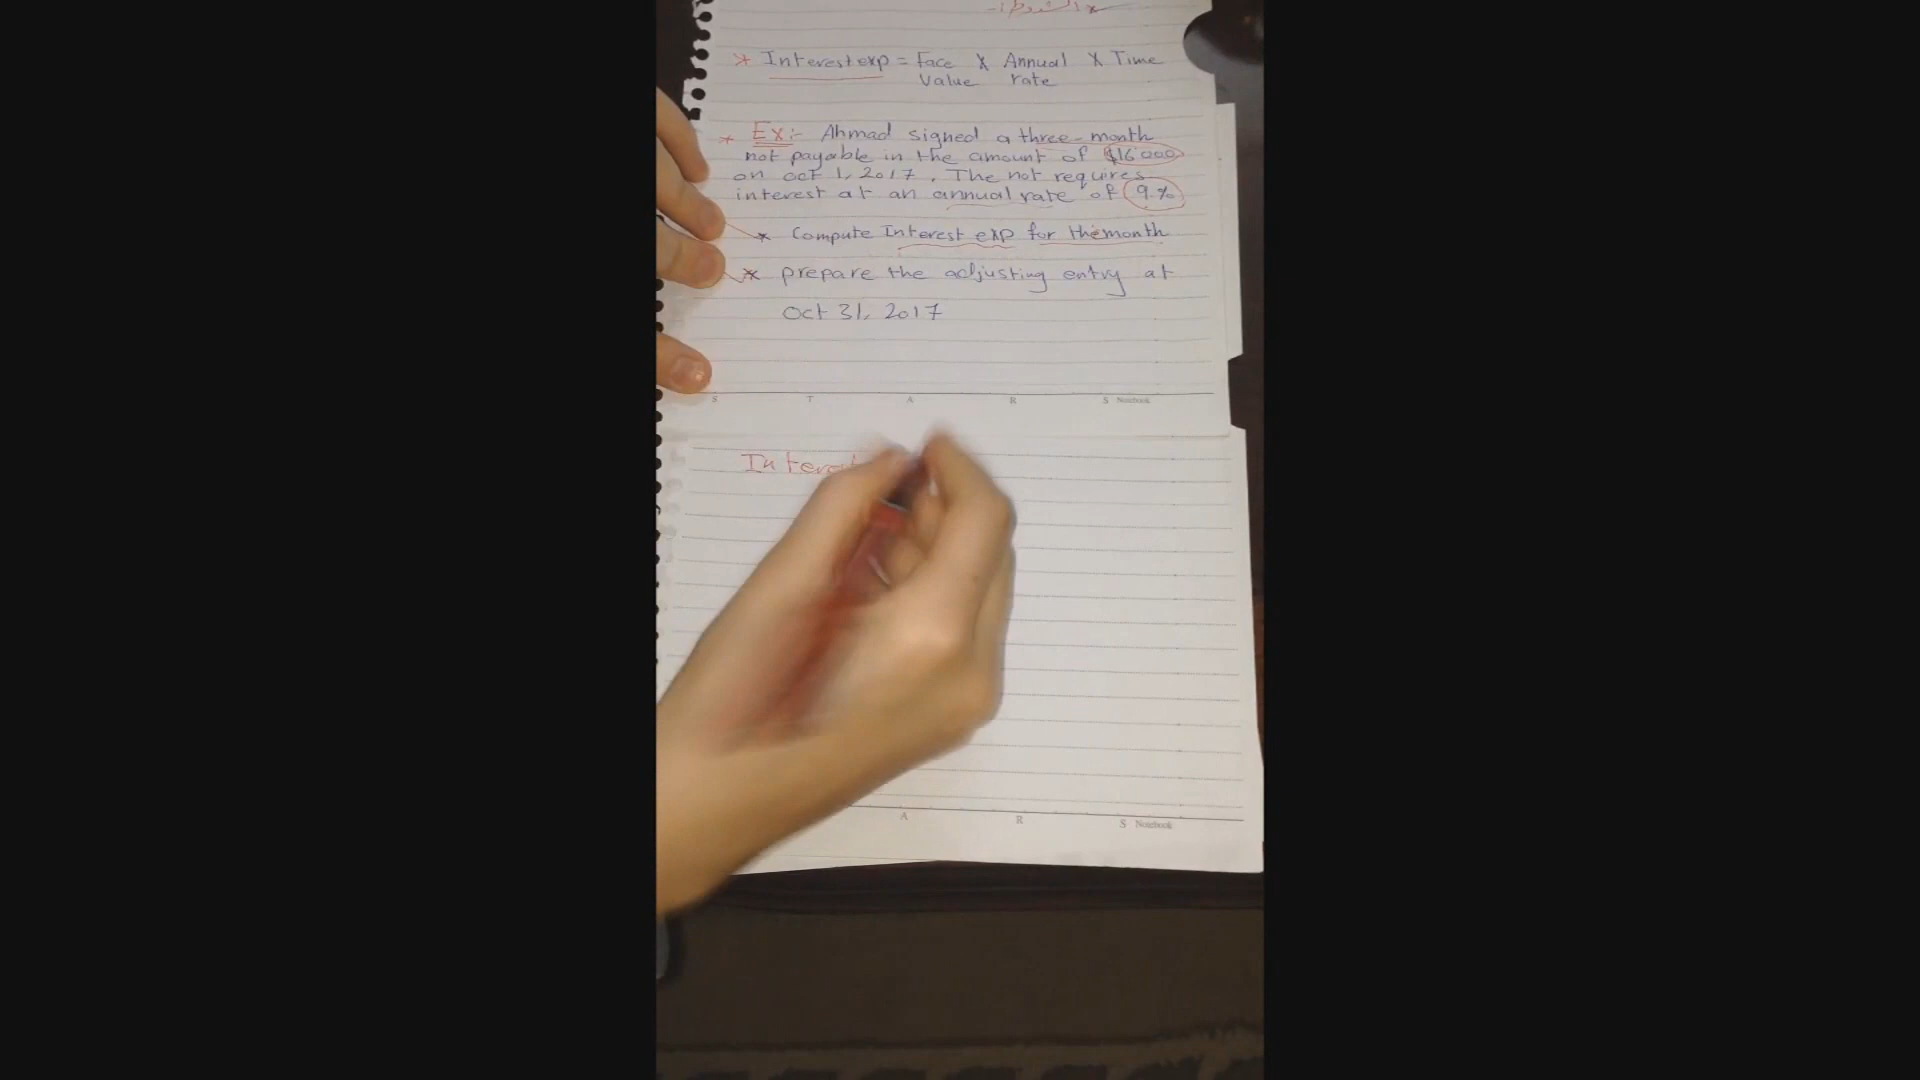 * الشروط:-
* Interest exp = Face X Annual X Time
Value rate
* Ex:- Ahmad signed a three-month
not payable in the amount of $16000
on oct 1, 2017. The not requires
interest at an annual rate of 9%
* Compute Interest exp for the month
* prepare the adjusting entry at
Oct 31, 2017
S T A R S Notebook
Interest
A R S Notebook